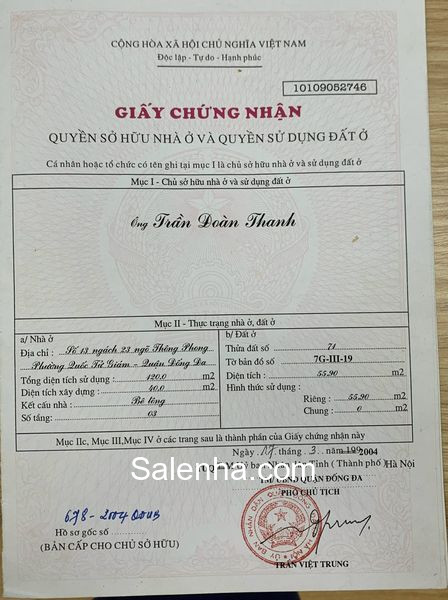 CỘNG HÒA XÃ HỘI CHỦ NGHĨA VIỆT NAM
Độc lập - Tự do - Hạnh phúc
10109052746
GIẤY CHỨNG NHẬN
QUYỀN SỞ HỮU NHÀ Ở VÀ QUYỀN SỬ DỤNG ĐẤT Ở
Cá nhân hoặc tổ chức có tên ghi tại mục I là chủ sở hữu nhà ở và sử dụng đất ở
Mục I - Chủ sở hữu nhà ở và sử dụng đất ở
Ông Trần Đoàn Thanh
Mục II - Thực trạng nhà ở, đất ở
a/ Nhà ở
Địa chỉ : Số 13 ngách 23 ngõ Thông Phong
Phường Quốc Tử Giám - Quận Đống Đa
Tổng diện tích sử dụng : 120,0 m2
Diện tích xây dựng : 40,0 m2
Kết cấu nhà : Bê tông
Số tầng: 03
b/ Đất ở
Thửa đất số 71
Tờ bản đồ số 7G-III-19
Diện tích : 55,90 m2
Hình thức sử dụng :
Riêng : 55,90 m2
Chung : 0 m2
Mục IIc, Mục III, Mục IV ở các trang sau là thành phần của Giấy chứng nhận này
Ngày 17 tháng 3 năm 2004
Tỉnh ( Thành phố ) Hà Nội
Salenha.com
TM/UBND QUẬN ĐỐNG ĐA
PHÓ CHỦ TỊCH
Hồ sơ gốc số
(BẢN CẤP CHO CHỦ SỞ HỮU)
TRẦN VIỆT TRUNG